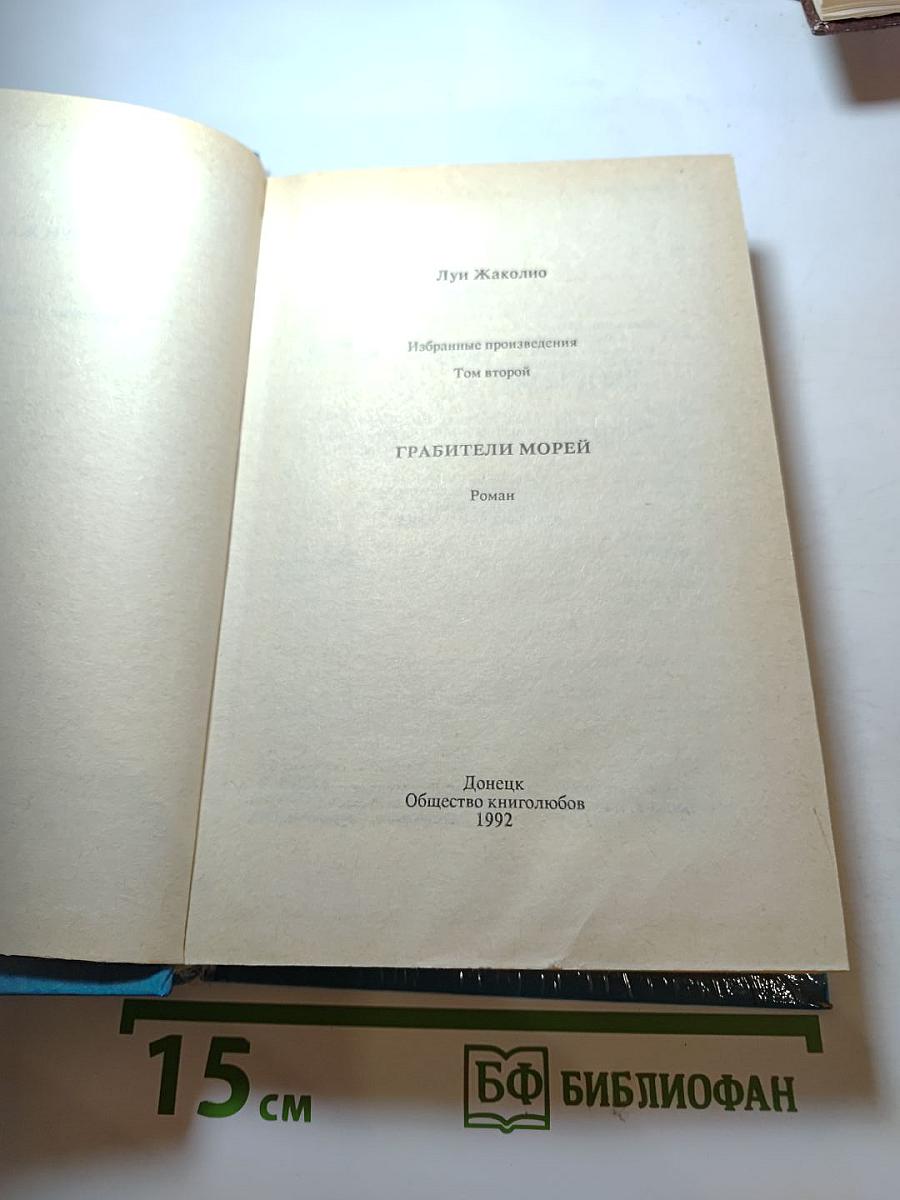 Луи Жаколио
Избранные произведения
Том второй
ГРАБИТЕЛИ МОРЕЙ
Роман
Донецк
Общество книголюбов
1992
15 см
БФ БИБЛИОФАН